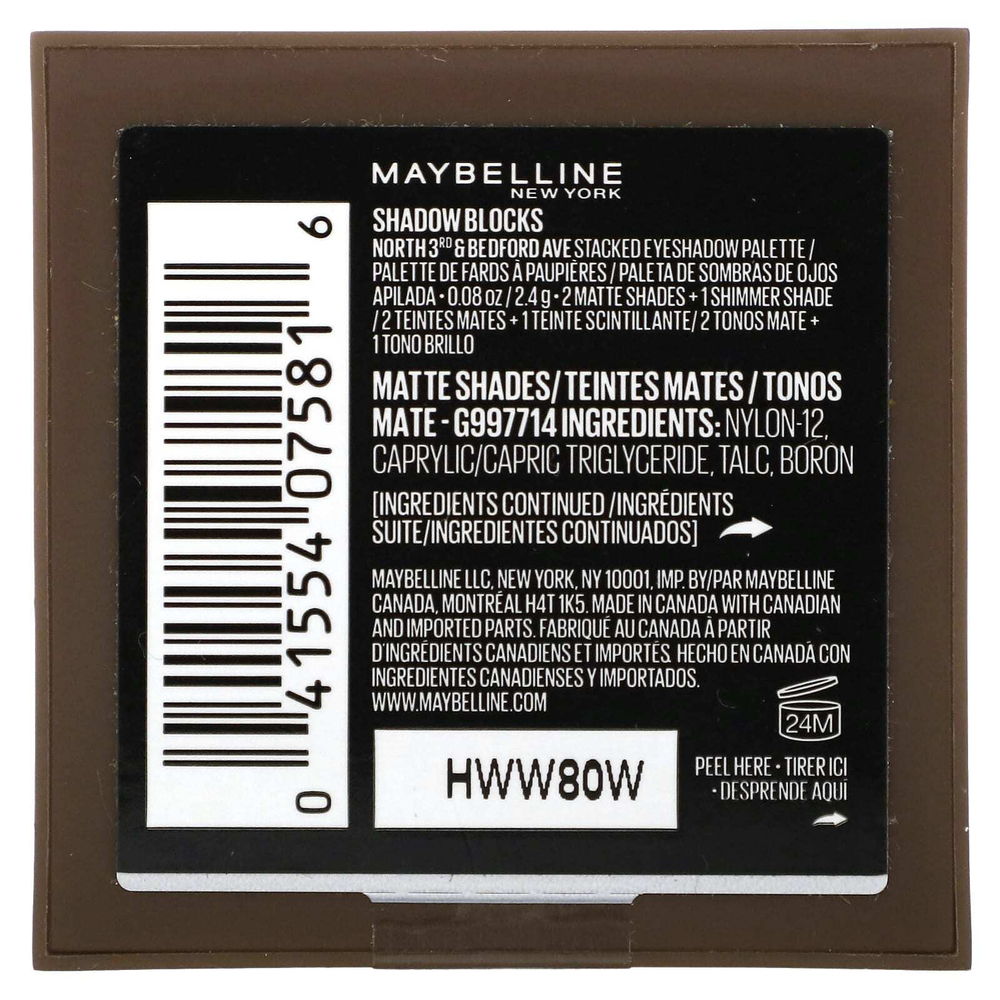 MAYBELLINE
NEW YORK
SHADOW BLOCKS
NORTH 3RD & BEDFORD AVE STACKED EYESHADOW PALETTE /
PALETTE DE FARDS À PAUPIÈRES / PALETA DE SOMBRAS DE OJOS
APILADA • 0.08 oz / 2.4 g • 2 MATTE SHADES + 1 SHIMMER SHADE
/ 2 TEINTES MATES + 1 TEINTE SCINTILLANTE/ 2 TONOS MATE +
1 TONO BRILLO
MATTE SHADES/ TEINTES MATES / TONOS
MATE - G997714 INGREDIENTS: NYLON-12,
CAPRYLIC/CAPRIC TRIGLYCERIDE, TALC, BORON
[INGREDIENTS CONTINUED /INGRÉDIENTS
SUITE/INGREDIENTES CONTINUADOS]
MAYBELLINE LLC, NEW YORK, NY 10001, IMP. BY/PAR MAYBELLINE
CANADA, MONTRÉAL H4T 1K5. MADE IN CANADA WITH CANADIAN
AND IMPORTED PARTS. FABRIQUÉ AU CANADA À PARTIR
D'INGRÉDIENTS CANADIENS ET IMPORTÉS. HECHO EN CANADÁ CON
INGREDIENTES CANADIENSES Y IMPORTADOS.
WWW.MAYBELLINE.COM
24M
HWW80W
PEEL HERE • TIRER ICI
• DESPRENDE AQUÍ
0 41554 07581 6